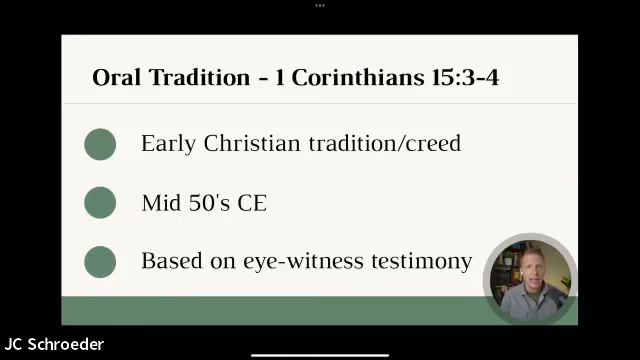 Oral Tradition - 1 Corinthians 15:3-4
Early Christian tradition/creed
Mid 50's CE
Based on eye-witness testimony
JC Schroeder